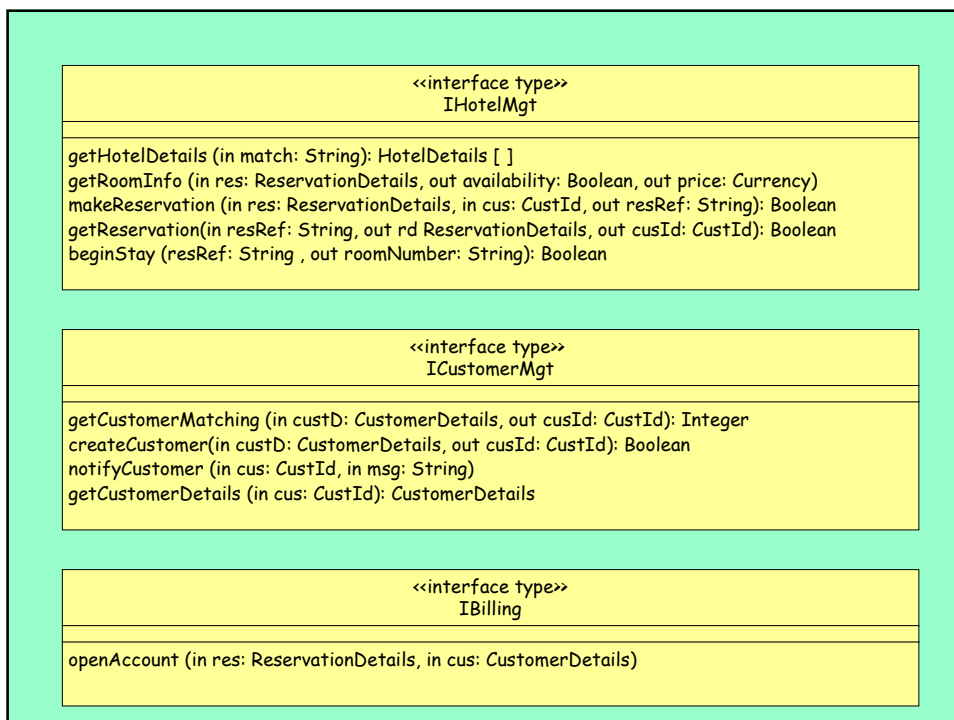 <<interface type>>
IHotelMgt
getHotelDetails (in match: String): HotelDetails [ ]
getRoomInfo (in res: ReservationDetails, out availability: Boolean, out price: Currency)
makeReservation (in res: ReservationDetails, in cus: CustId, out resRef: String): Boolean
getReservation(in resRef: String, out rd ReservationDetails, out cusId: CustId): Boolean
beginStay (resRef: String , out roomNumber: String): Boolean
<<interface type>>
ICustomerMgt
getCustomerMatching (in custD: CustomerDetails, out cusId: CustId): Integer
createCustomer(in custD: CustomerDetails, out cusId: CustId): Boolean
notifyCustomer (in cus: CustId, in msg: String)
getCustomerDetails (in cus: CustId): CustomerDetails
<<interface type>>
IBilling
openAccount (in res: ReservationDetails, in cus: CustomerDetails)